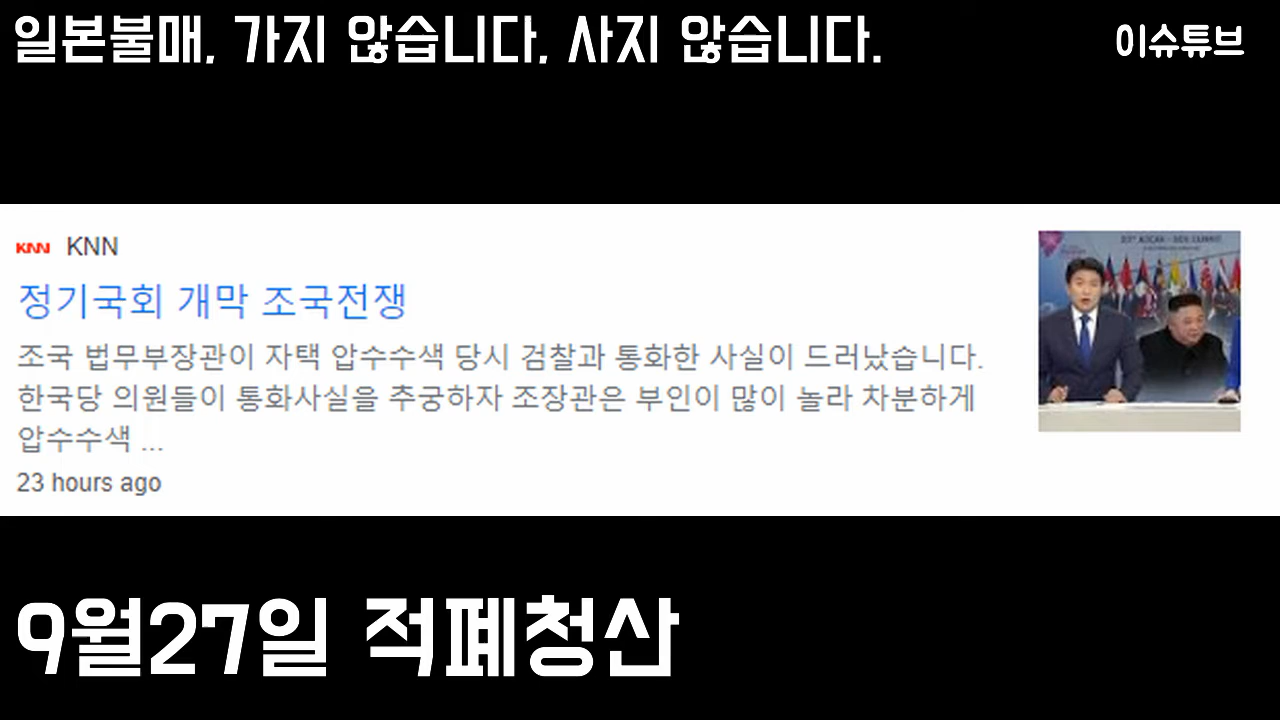 일본불매, 가지 않습니다, 사지 않습니다.
이슈튜브
KNN KNN
정기국회 개막 조국전쟁
조국 법무부장관이 자택 압수수색 당시 검찰과 통화한 사실이 드러났습니다.
한국당 의원들이 통화사실을 추궁하자 조장관은 부인이 많이 놀라 차분하게
압수수색 ...
23 hours ago
9월27일 적폐청산